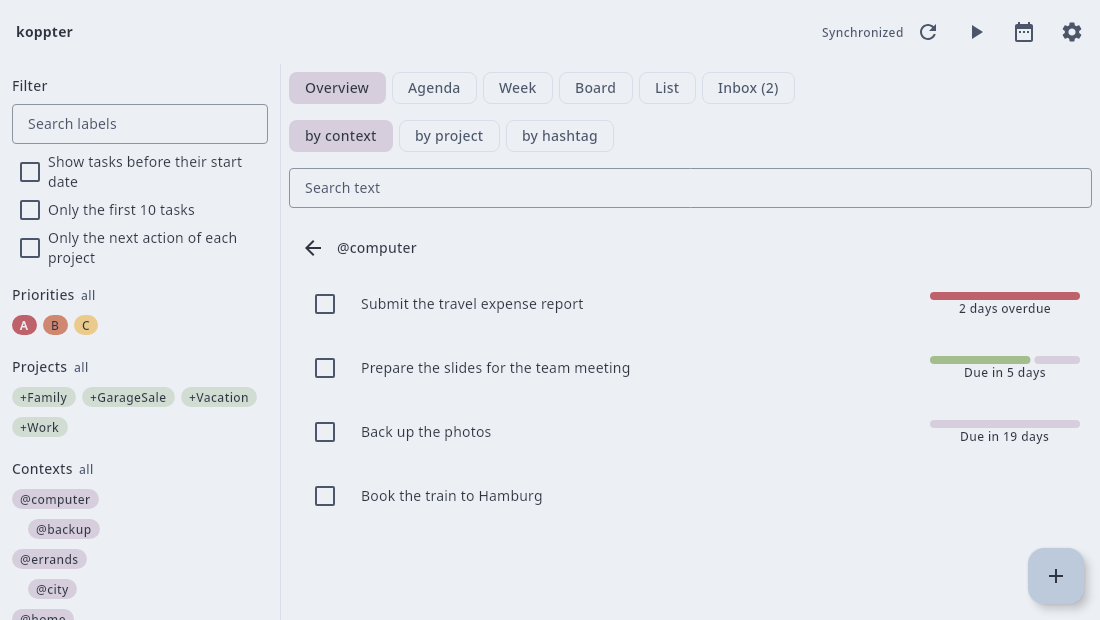 koppter
Synchronized
Filter
Search labels
Show tasks before their start
date
Only the first 10 tasks
Only the next action of each
project
Priorities all
A B C
Projects all
+Family +GarageSale +Vacation
+Work
Contexts all
@computer
@backup
@errands
@city
@home
Overview Agenda Week Board List Inbox (2)
by context by project by hashtag
Search text
@computer
Submit the travel expense report
2 days overdue
Prepare the slides for the team meeting
Due in 5 days
Back up the photos
Due in 19 days
Book the train to Hamburg